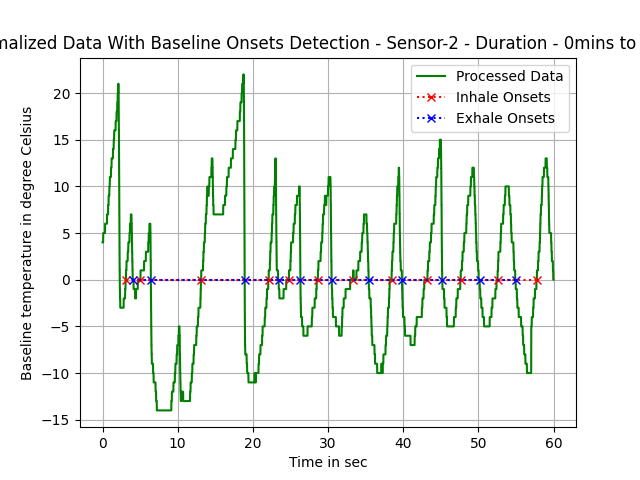 malized Data With Baseline Onsets Detection - Sensor-2 - Duration - 0mins to
Processed Data
Inhale Onsets
Exhale Onsets
Baseline temperature in degree Celsius
20
15
10
5
0
−5
−10
−15
0 10 20 30 40 50 60
Time in sec